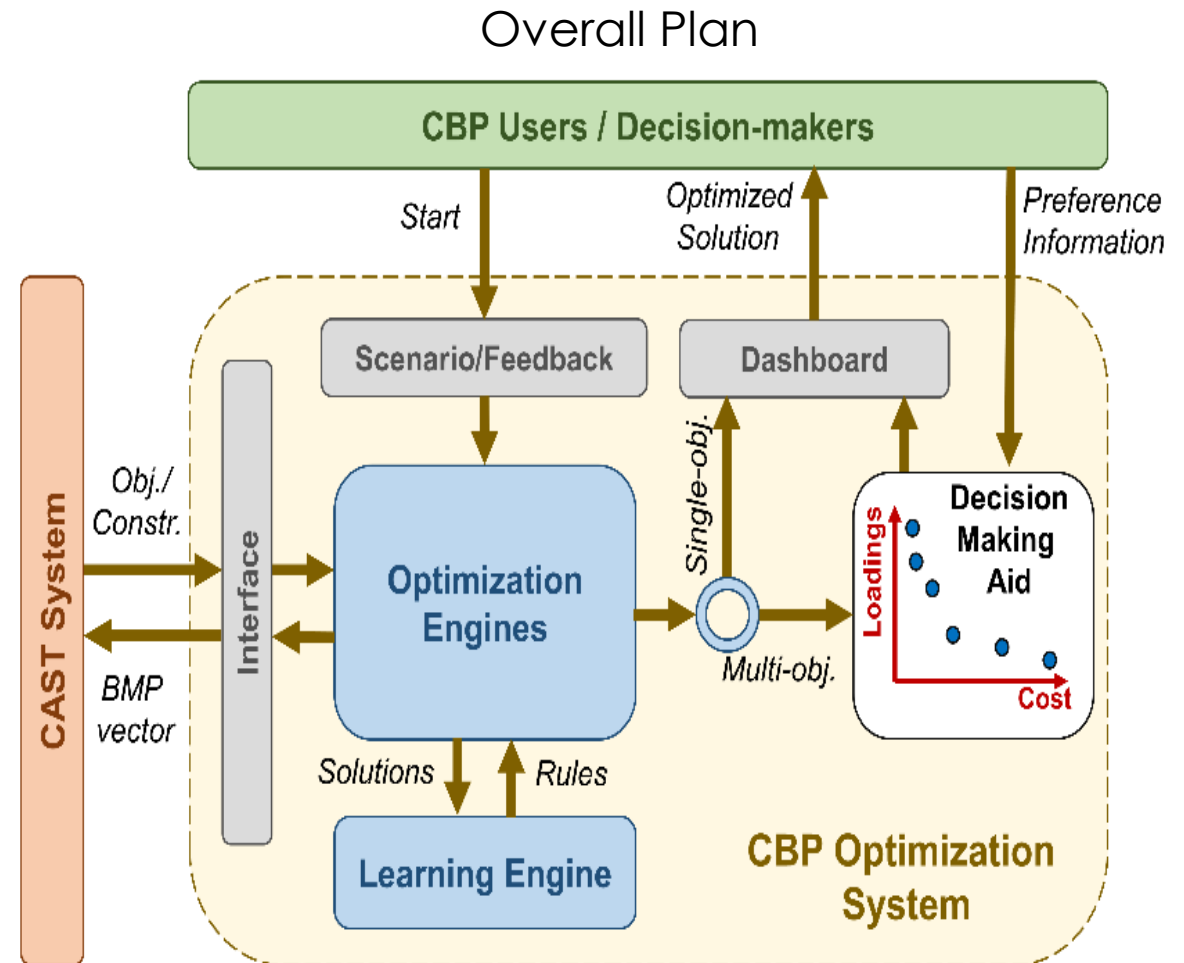 Overall Plan
CBP Users / Decision-makers
Start
Optimized
Solution
Preference
Information
Scenario/Feedback
Dashboard
CAST System
Obj./
Constr.
BMP
vector
Interface
Optimization
Engines
Single-obj.
Multi-obj.
Decision
Making
Aid
Loadings
Cost
Solutions
Rules
Learning Engine
CBP Optimization
System